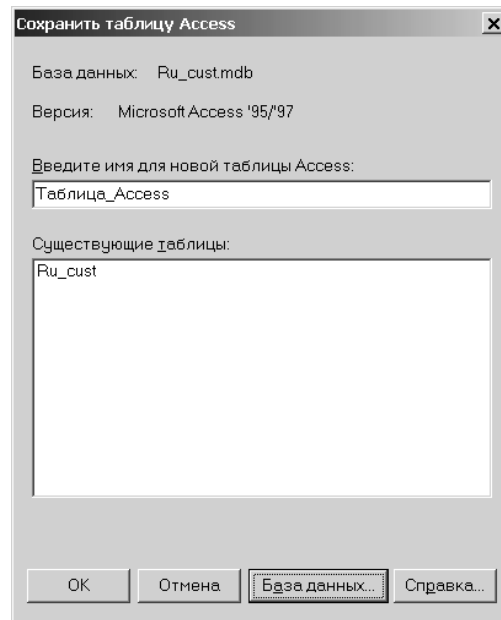 Сохранить таблицу Access
База данных: Ru_cust.mdb
Версия: Microsoft Access '95/'97
Введите имя для новой таблицы Access:
Таблица_Access
Существующие таблицы:
Ru_cust
OK Отмена База данных... Справка...